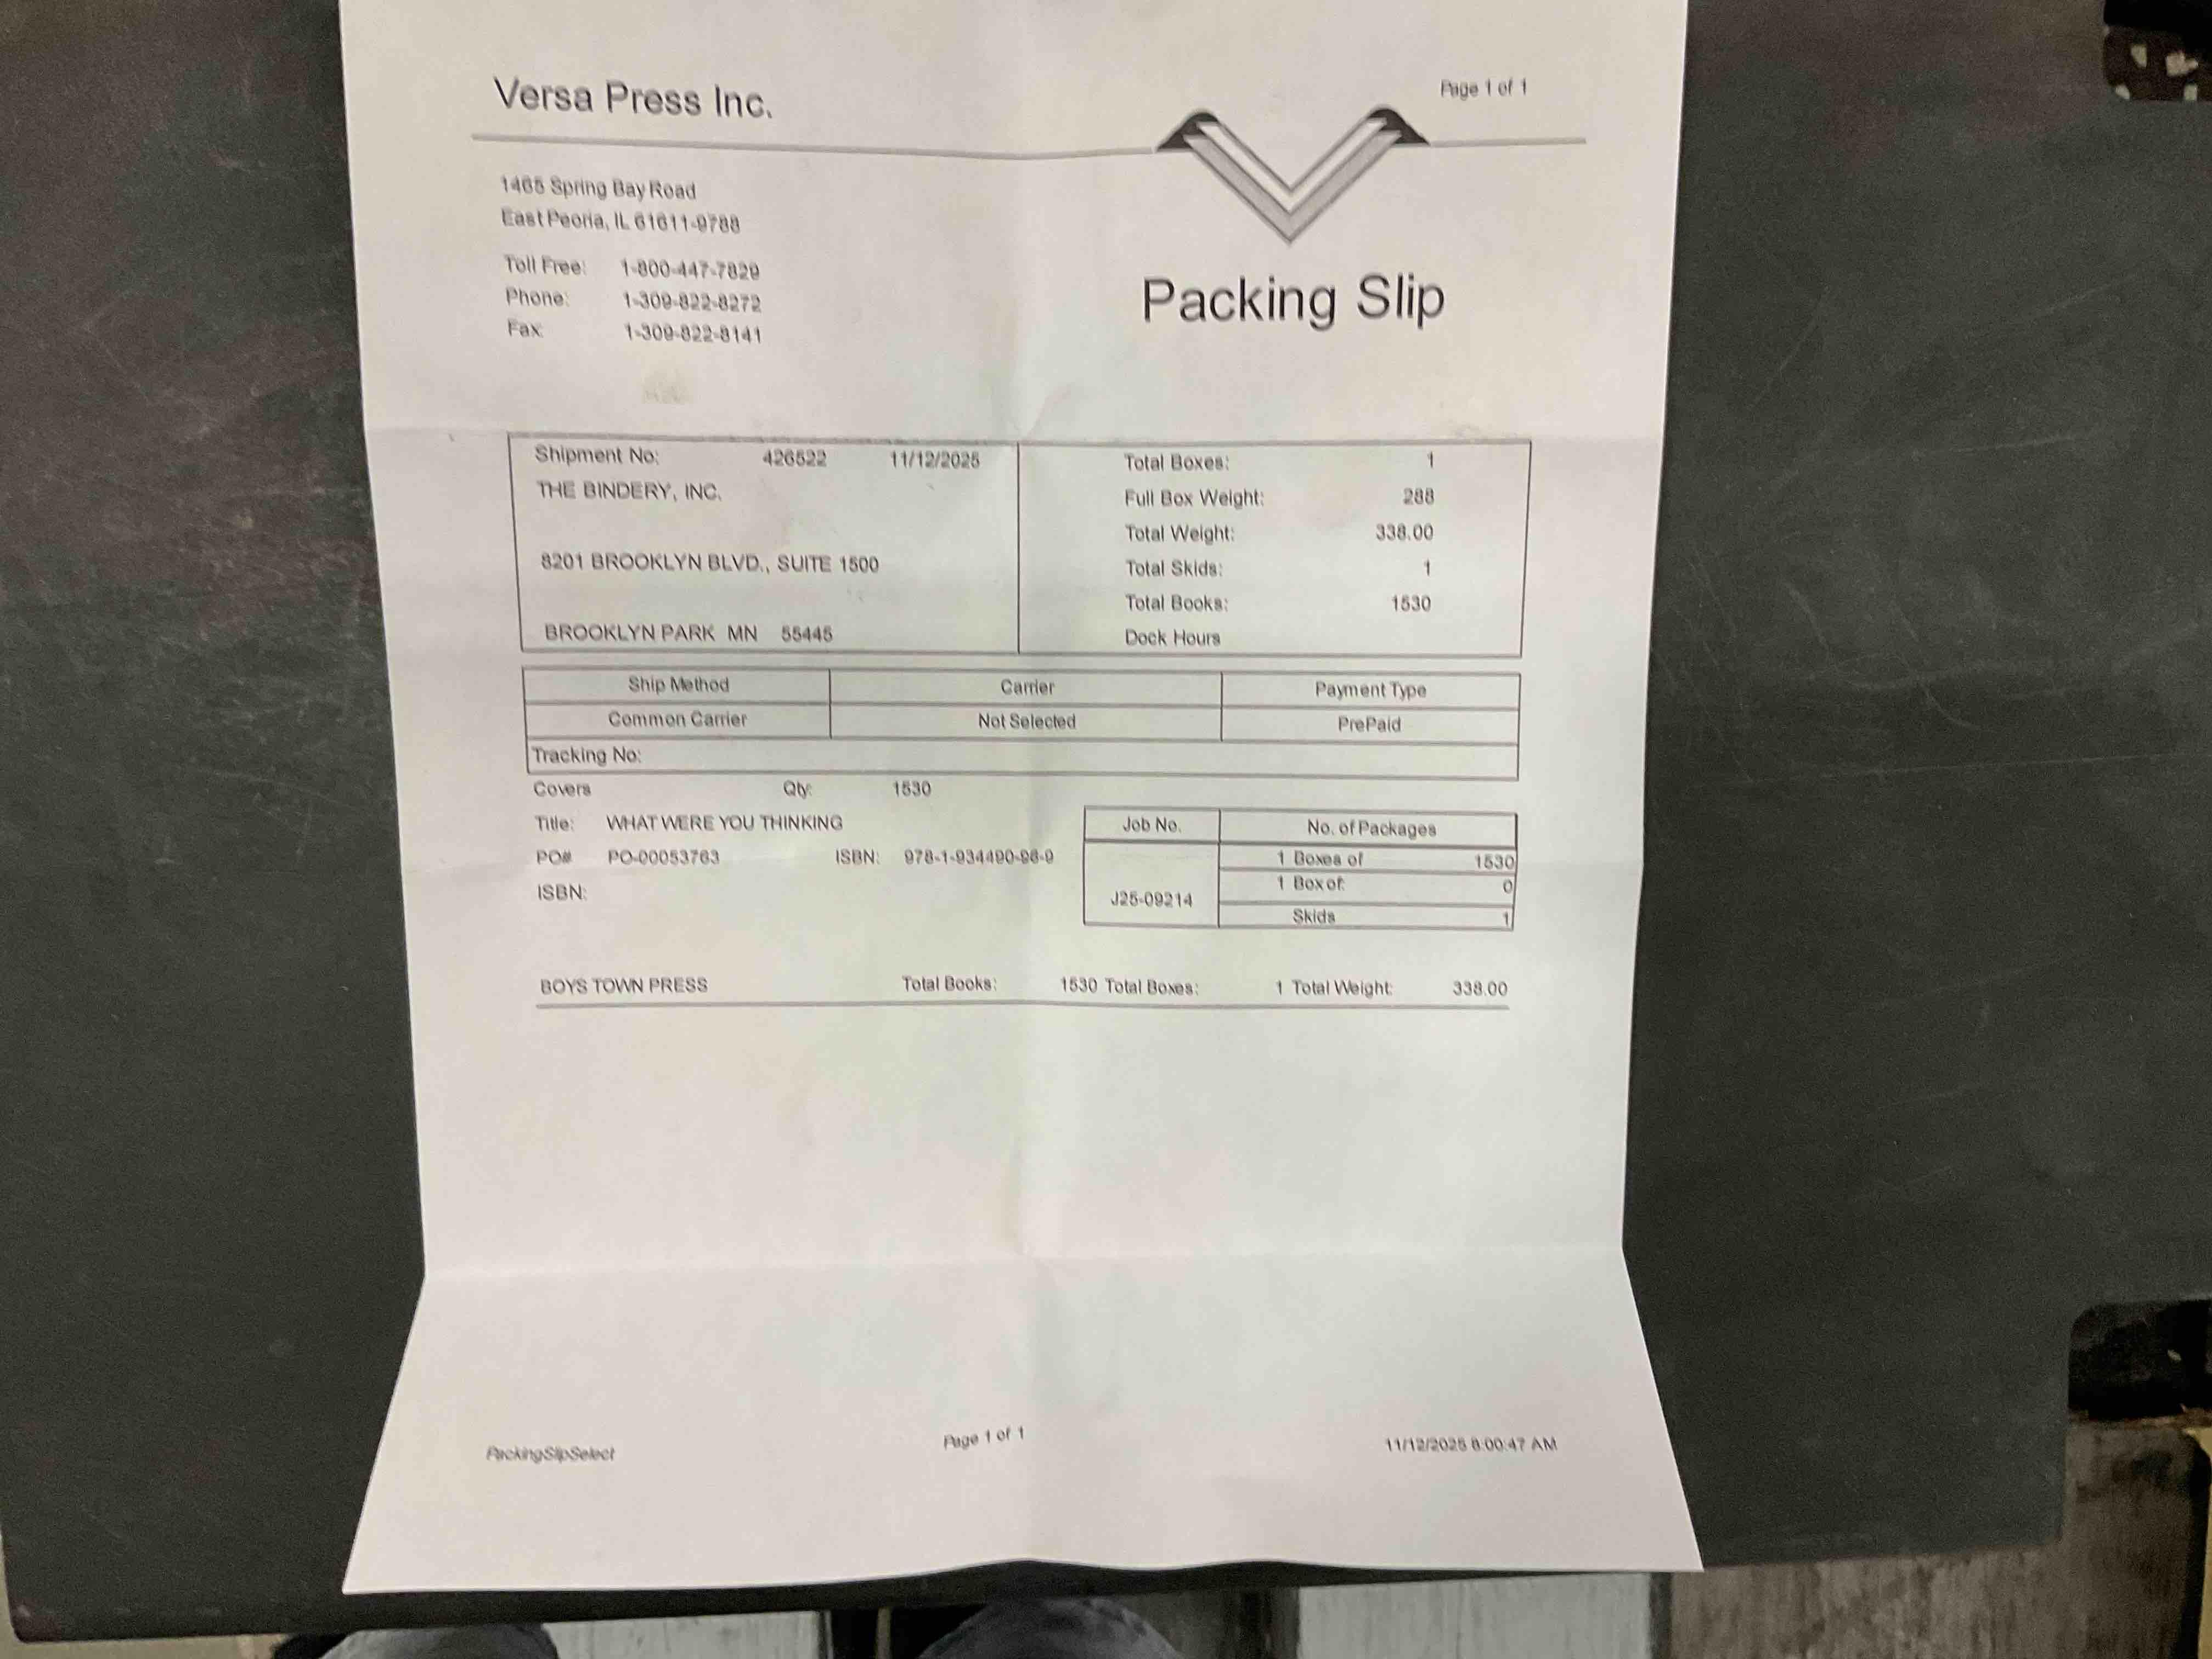 Versa Press Inc.
Page 1 of 1
1465 Spring Bay Road
East Peoria, IL 61611-9788
Toll Free: 1-800-447-7829
Phone: 1-309-822-8272
Fax: 1-309-822-8141
Packing Slip
Shipment No: 426522 11/12/2025
THE BINDERY, INC.
8201 BROOKLYN BLVD., SUITE 1500
BROOKLYN PARK MN 55445
Total Boxes: 1
Full Box Weight: 288
Total Weight: 338.00
Total Skids: 1
Total Books: 1530
Dock Hours
Ship Method Carrier Payment Type
Common Carrier Not Selected PrePaid
Tracking No:
Covers Qty: 1530
Title: WHAT WERE YOU THINKING
PO# PO-00053763 ISBN: 978-1-934490-96-9
ISBN:
Job No. No. of Packages
J25-09214
1 Boxes of 1530
1 Box of: 0
Skids 1
BOYS TOWN PRESS Total Books: 1530 Total Boxes: 1 Total Weight: 338.00
PackingSlipSelect Page 1 of 1 11/12/2025 8:00:47 AM